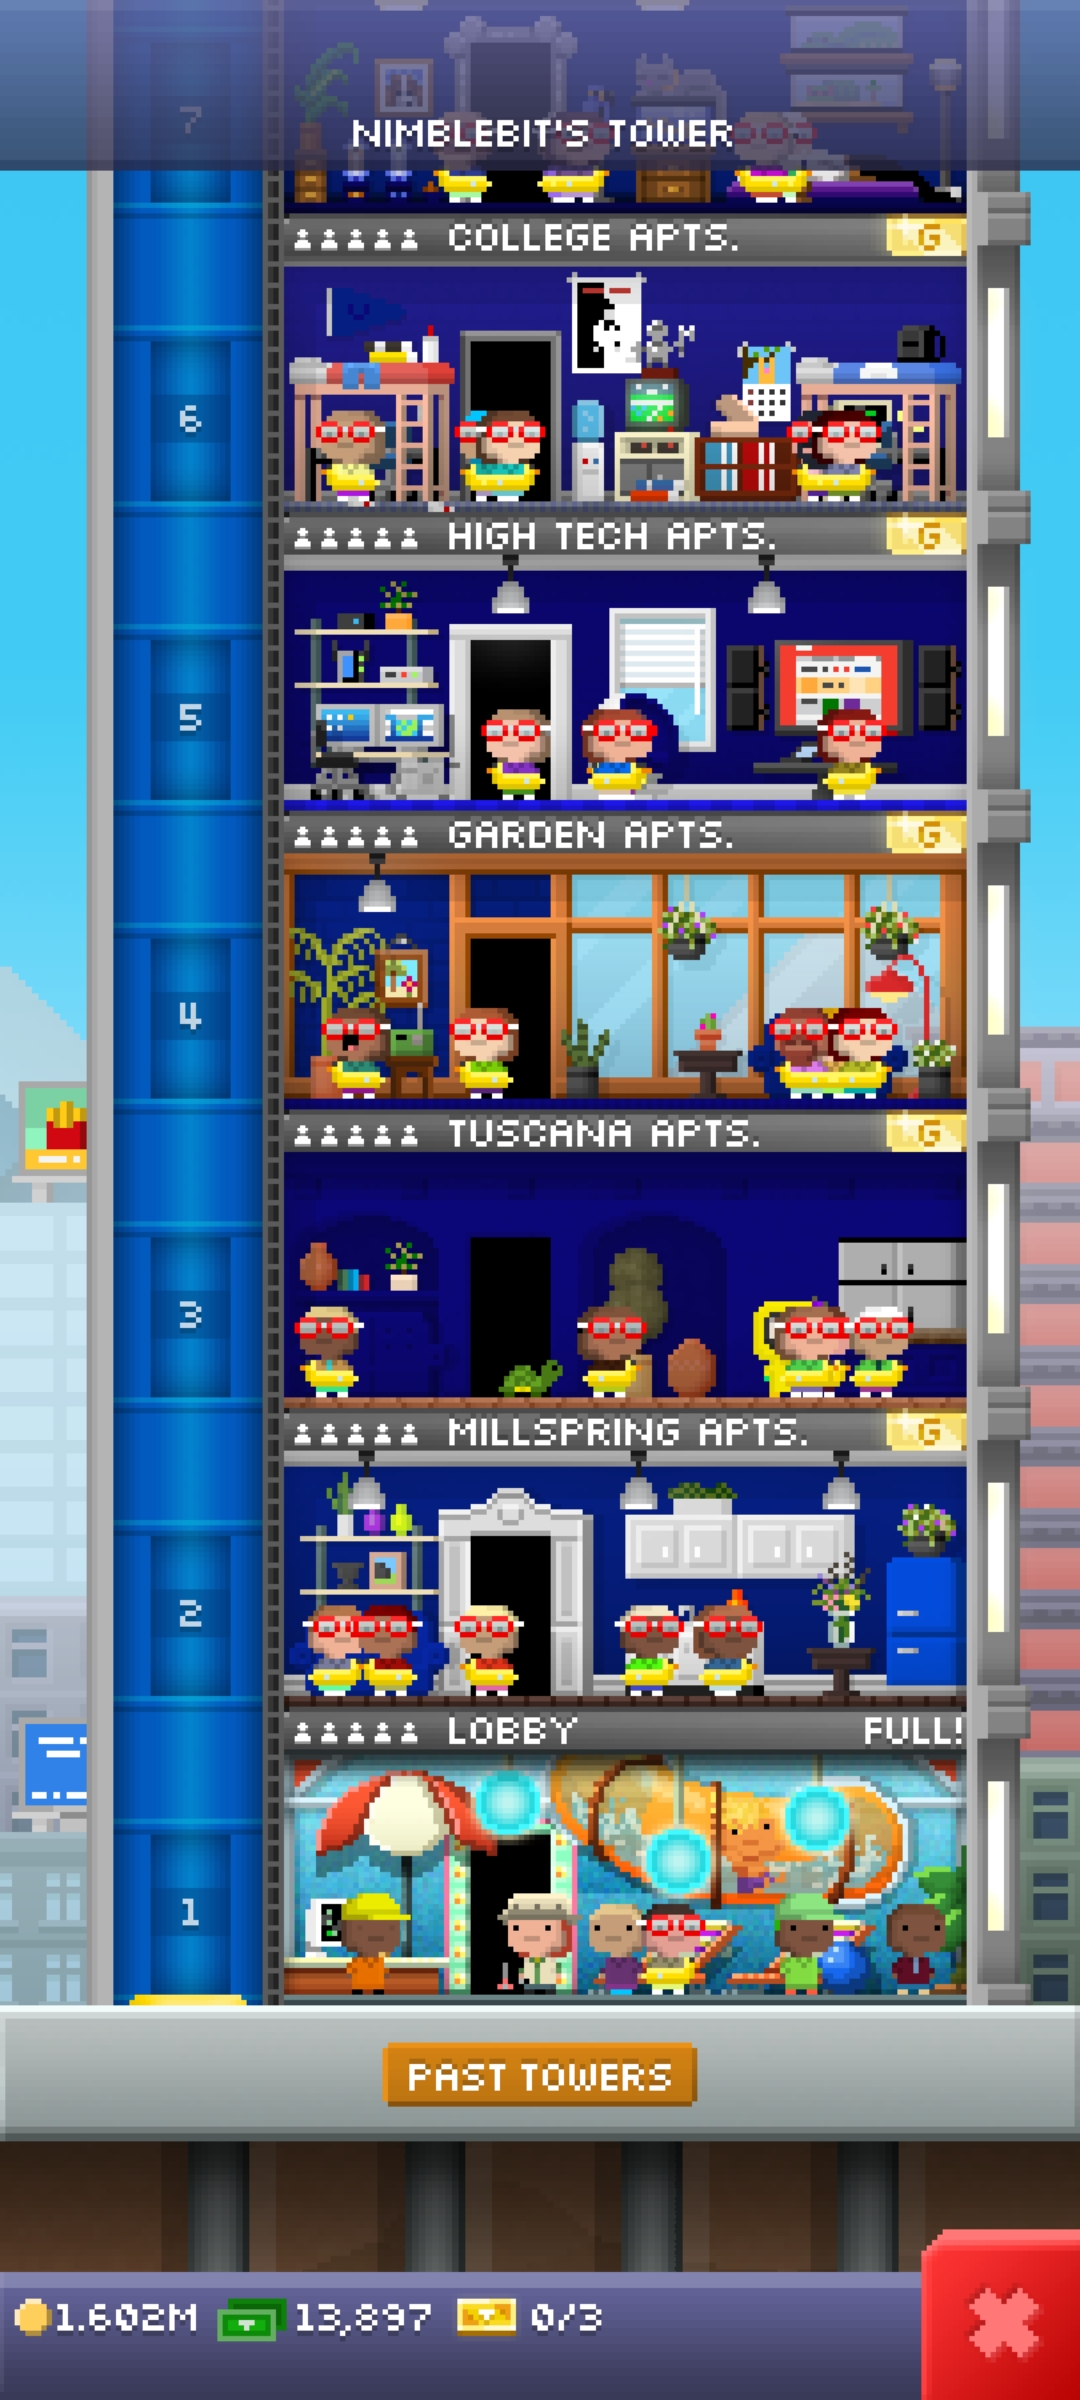 NIMBLEBIT'S TOWER
7
COLLEGE APTS. G
6
HIGH TECH APTS. G
5
GARDEN APTS. G
4
TUSCANA APTS. G
3
MILLSPRING APTS. G
2
LOBBY FULL!
1
PAST TOWERS
1.602M 13,897 0/3